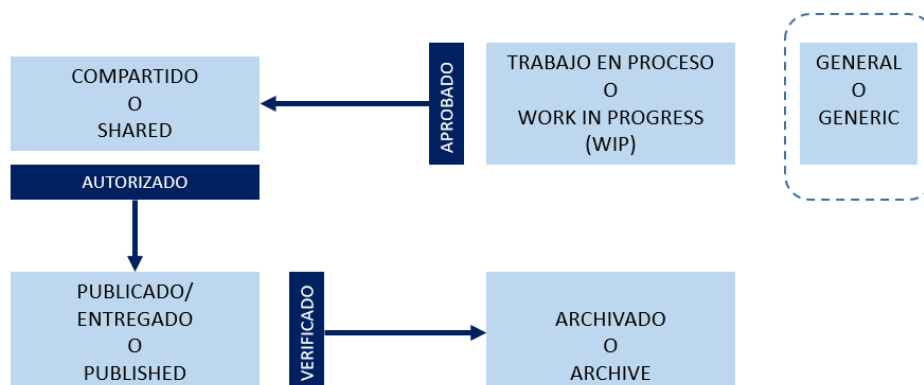 COMPARTIDO
O
SHARED
APROBADO
TRABAJO EN PROCESO
O
WORK IN PROGRESS
(WIP)
GENERAL
O
GENERIC
AUTORIZADO
PUBLICADO/
ENTREGADO
O
PUBLISHED
VERIFICADO
ARCHIVADO
O
ARCHIVE